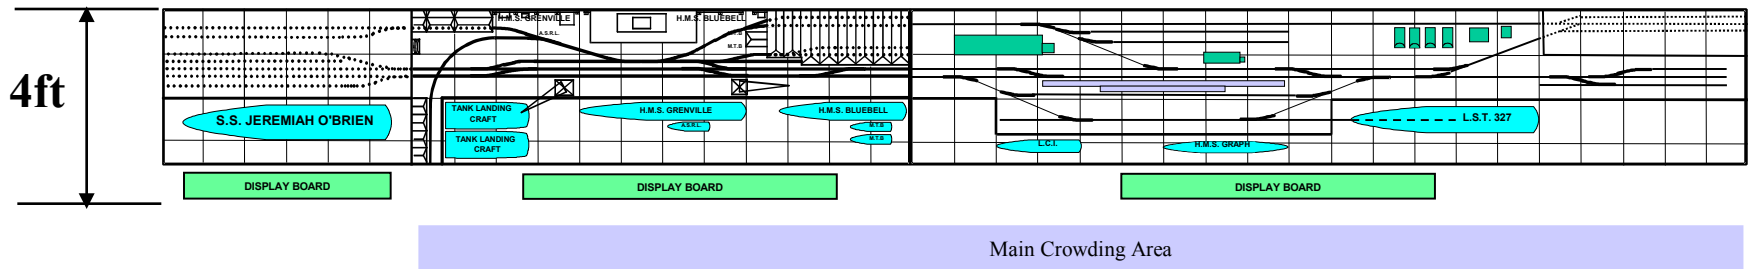 H.M.S. GRENVILLE
H.M.S. BLUEBELL
A.S.R.L.
M.T.B
M.T.B
4ft
S.S. JEREMIAH O'BRIEN
TANK LANDING
CRAFT
TANK LANDING
CRAFT
H.M.S. GRENVILLE
A.S.R.L.
H.M.S. BLUEBELL
M.T.B
M.T.B
L.C.I.
H.M.S. GRAPH
L.S.T. 327
DISPLAY BOARD
DISPLAY BOARD
DISPLAY BOARD
Main Crowding Area